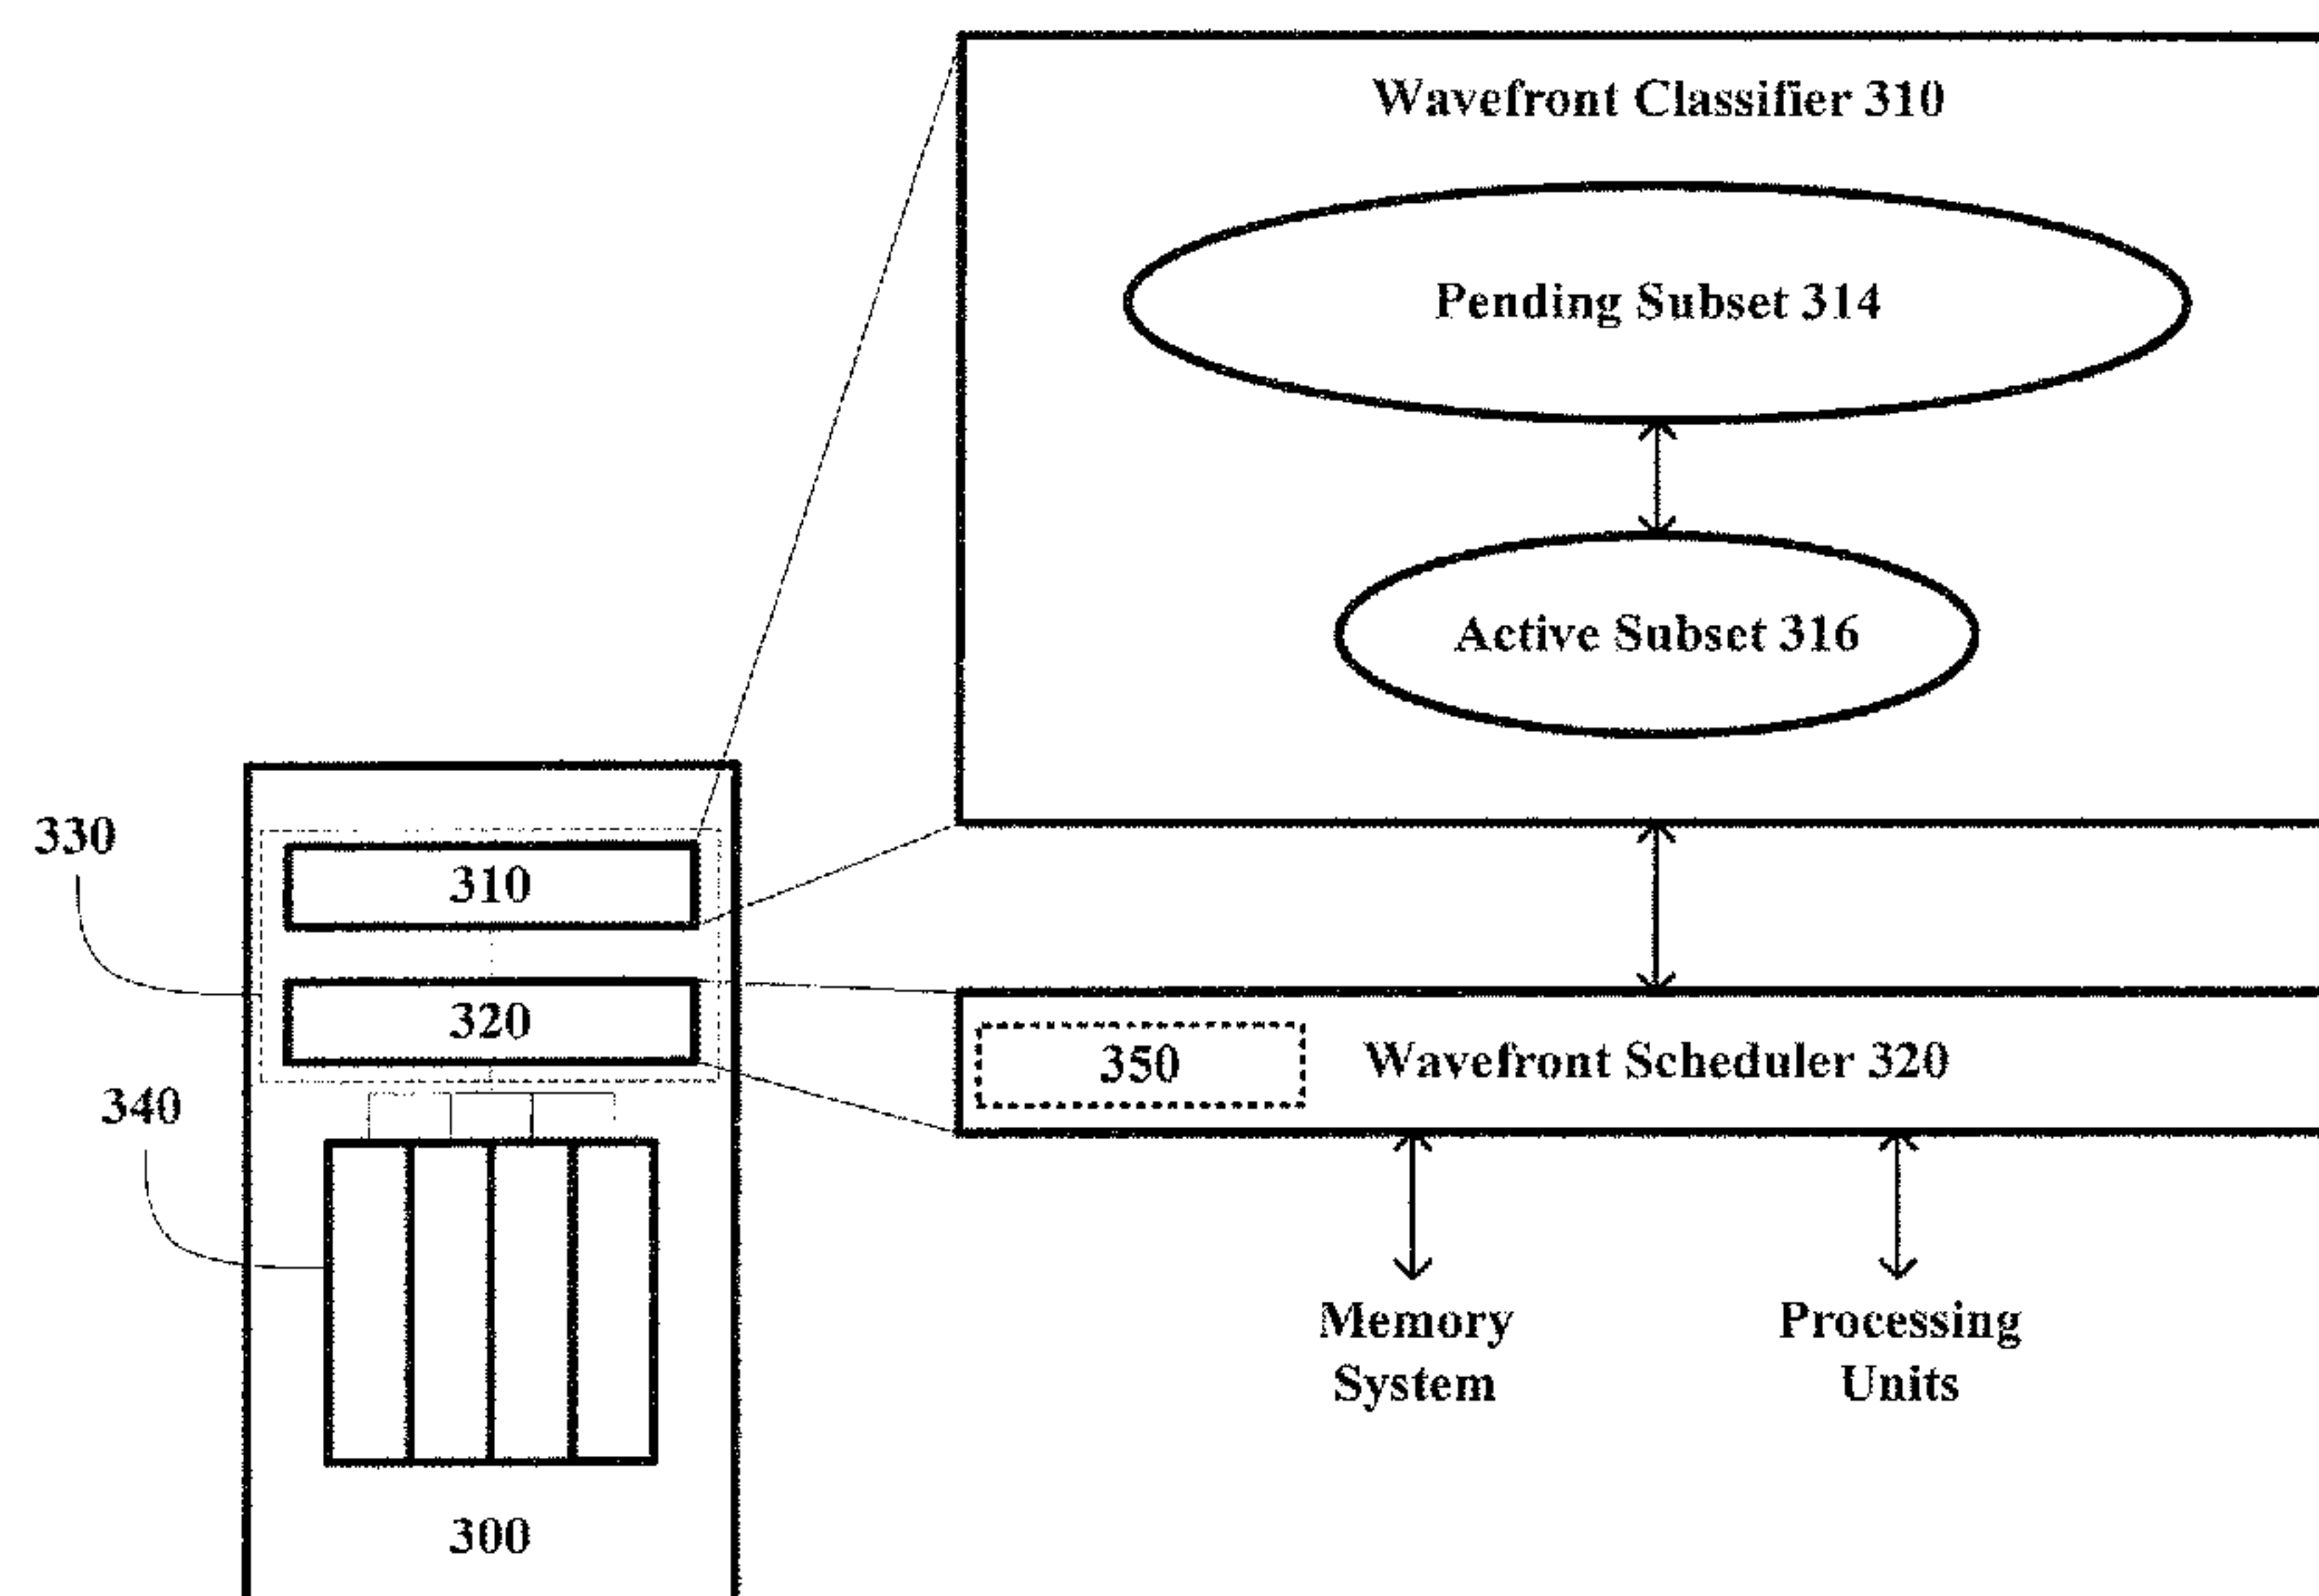 Wavefront Classifier 310
Pending Subset 314
Active Subset 316
330
310
320
350
Wavefront Scheduler 320
340
Memory
System
Processing
Units
300